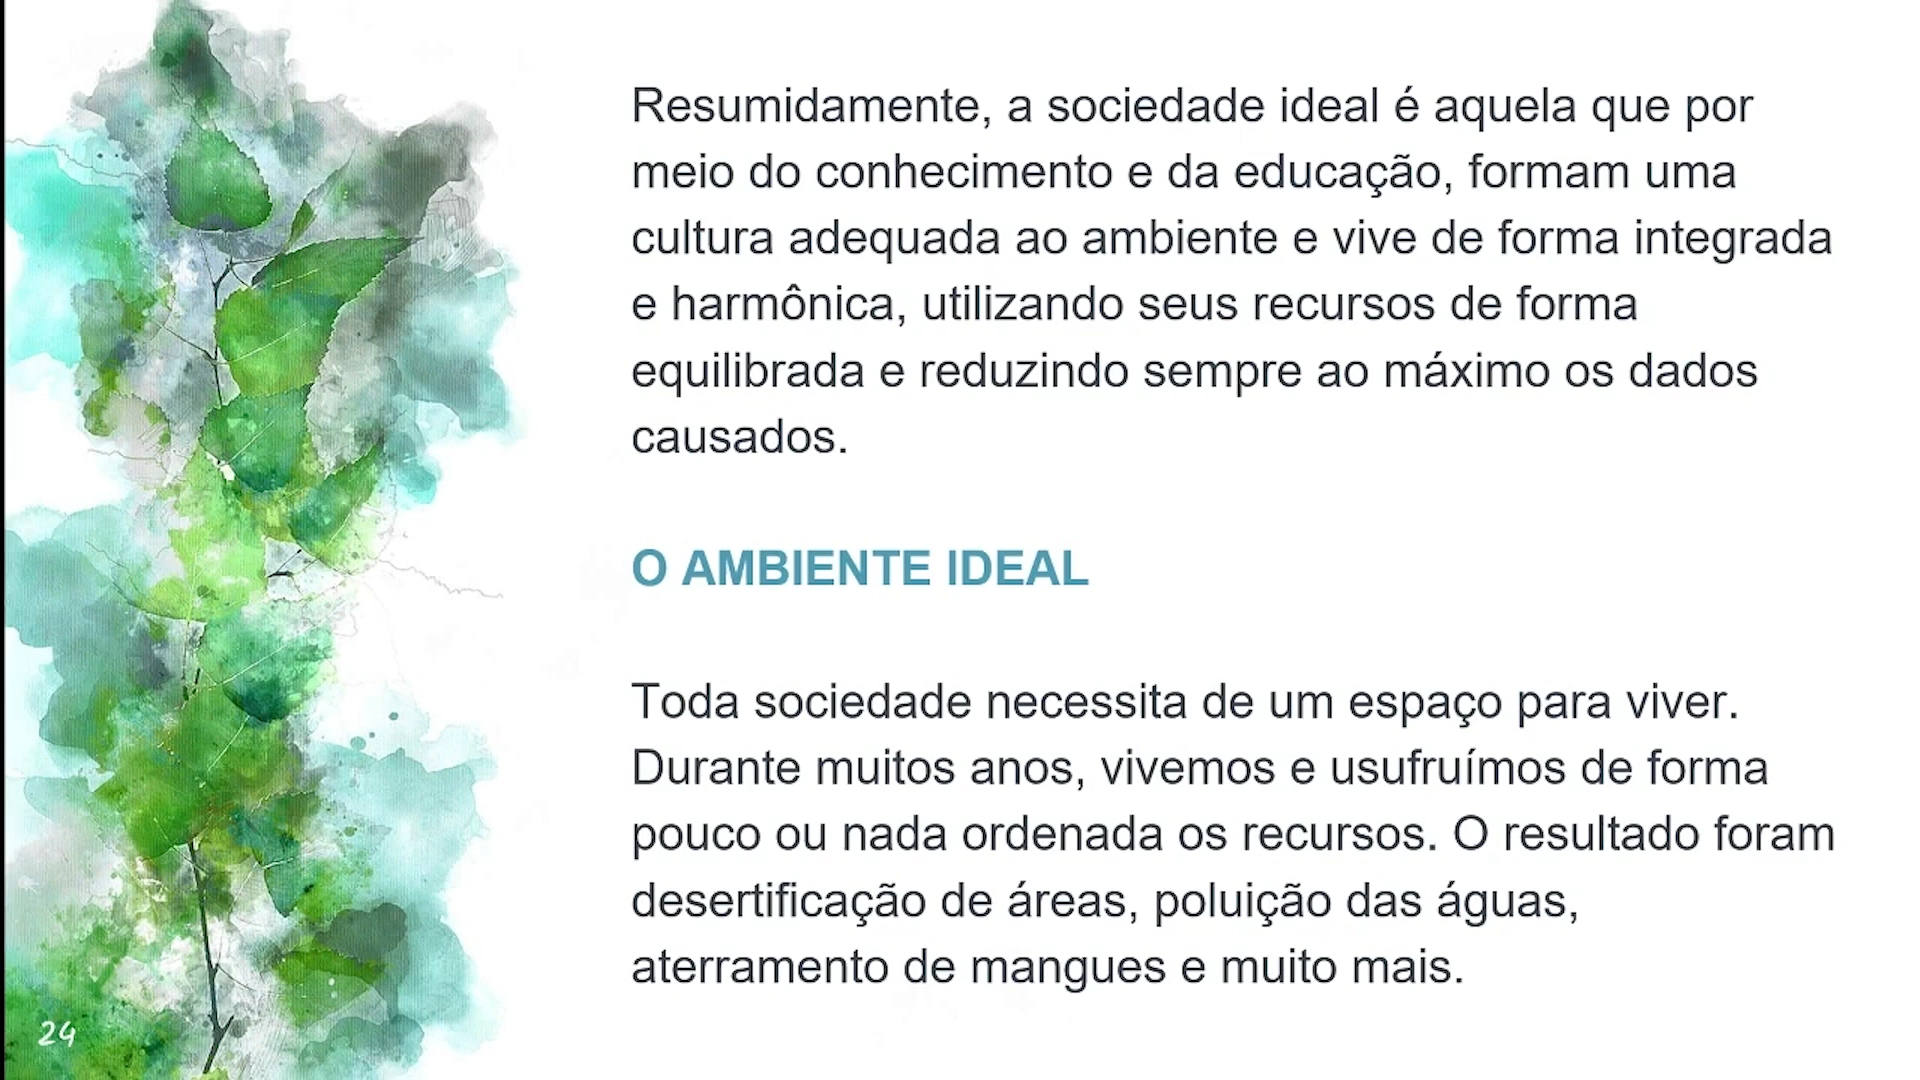 Resumidamente, a sociedade ideal é aquela que por
meio do conhecimento e da educação, formam uma
cultura adequada ao ambiente e vive de forma integrada
e harmônica, utilizando seus recursos de forma
equilibrada e reduzindo sempre ao máximo os dados
causados.
O AMBIENTE IDEAL
Toda sociedade necessita de um espaço para viver.
Durante muitos anos, vivemos e usufruímos de forma
pouco ou nada ordenada os recursos. O resultado foram
desertificação de áreas, poluição das águas,
aterramento de mangues e muito mais.
24